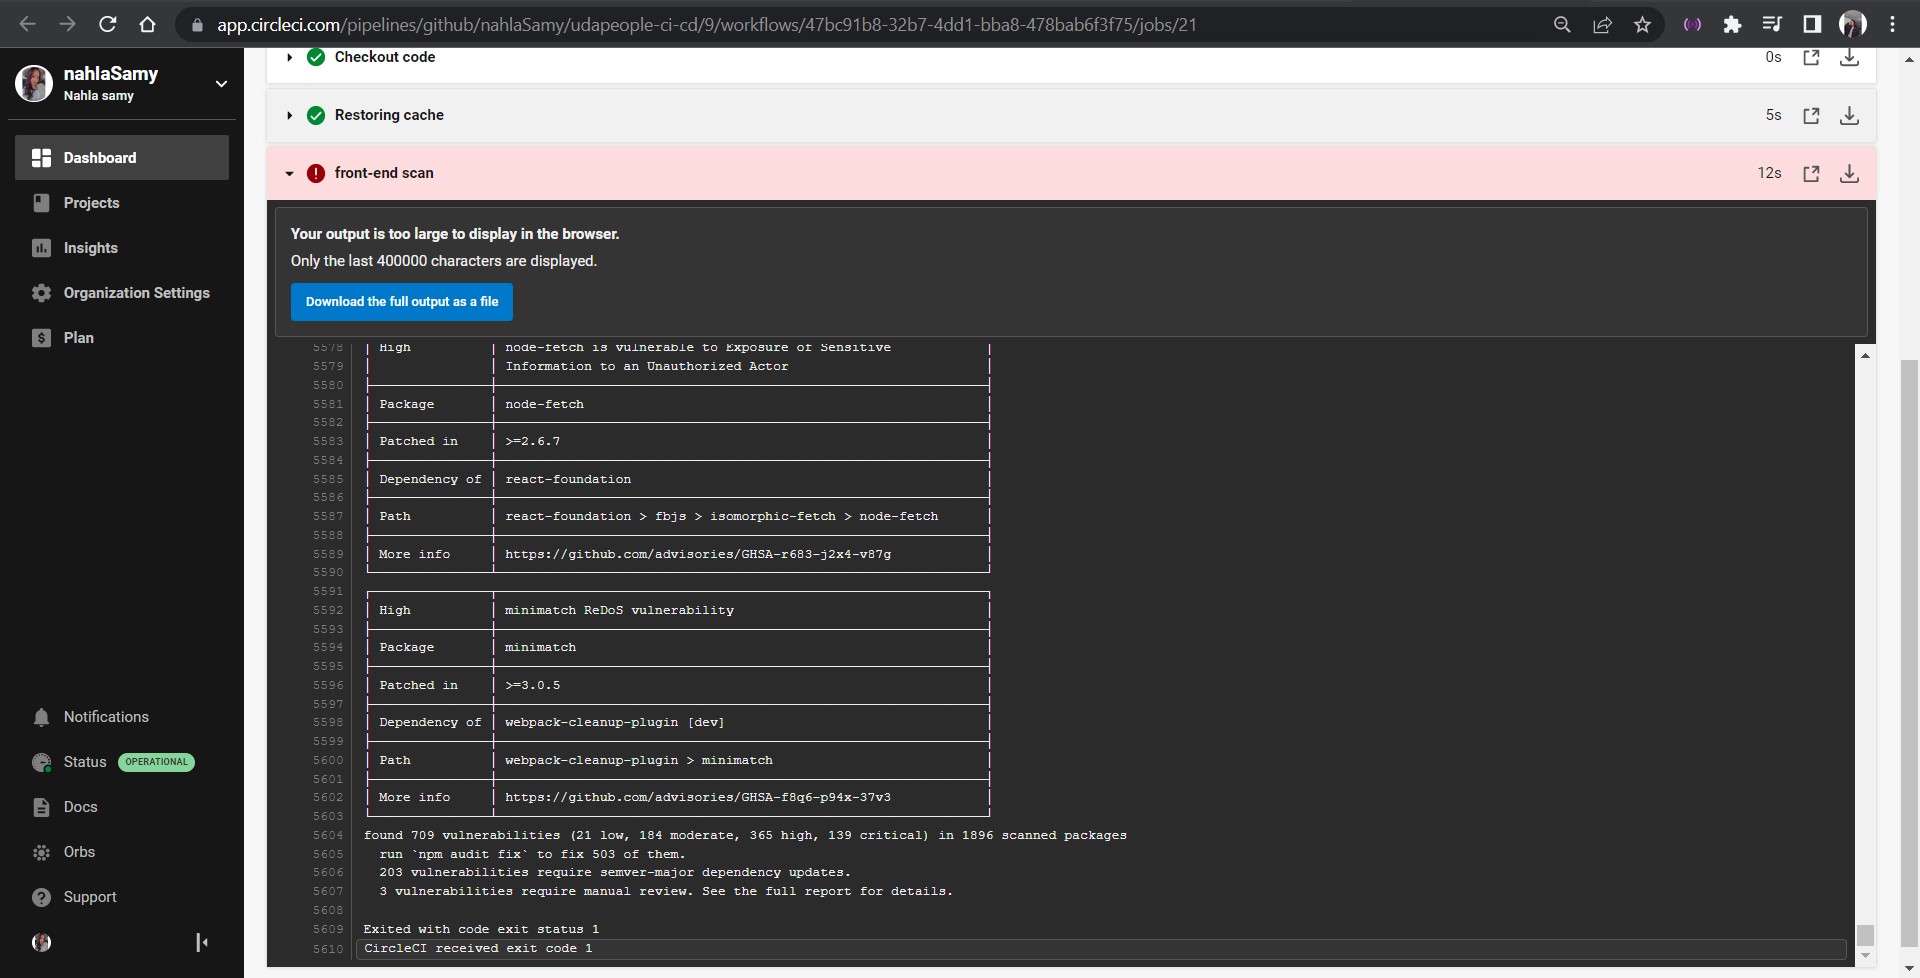 app.circleci.com/pipelines/github/nahlaSamy/udapeople-ci-cd/9/workflows/47bc91b8-32b7-4dd1-bba8-478bab6f3f75/jobs/21
nahlaSamy
Nahla samy
Dashboard
Projects
Insights
Organization Settings
Plan
Notifications
Status OPERATIONAL
Docs
Orbs
Support
Checkout code 0s
Restoring cache 5s
front-end scan 12s
Your output is too large to display in the browser.
Only the last 400000 characters are displayed.
Download the full output as a file
5578 High node-fetch is vulnerable to Exposure of Sensitive
5579 Information to an Unauthorized Actor
5580
5581 Package node-fetch
5582
5583 Patched in >=2.6.7
5584
5585 Dependency of react-foundation
5586
5587 Path react-foundation > fbjs > isomorphic-fetch > node-fetch
5588
5589 More info https://github.com/advisories/GHSA-r683-j2x4-v87g
5590
5591
5592 High minimatch ReDoS vulnerability
5593
5594 Package minimatch
5595
5596 Patched in >=3.0.5
5597
5598 Dependency of webpack-cleanup-plugin [dev]
5599
5600 Path webpack-cleanup-plugin > minimatch
5601
5602 More info https://github.com/advisories/GHSA-f8q6-p94x-37v3
5603
5604 found 709 vulnerabilities (21 low, 184 moderate, 365 high, 139 critical) in 1896 scanned packages
5605 run `npm audit fix` to fix 503 of them.
5606 203 vulnerabilities require semver-major dependency updates.
5607 3 vulnerabilities require manual review. See the full report for details.
5608
5609 Exited with code exit status 1
5610 CircleCI received exit code 1